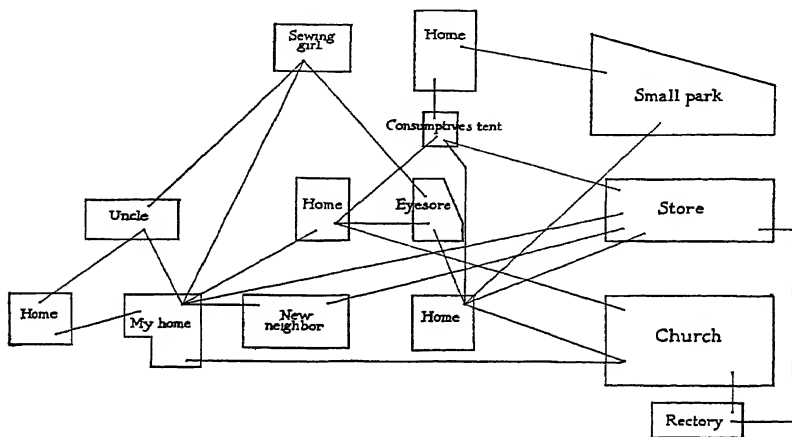 Sewing
girl
Home
Small park
Consumptives tent
Uncle
Home
Eyesore
Store
Home
My home
New
neighbor
Home
Church
Rectory